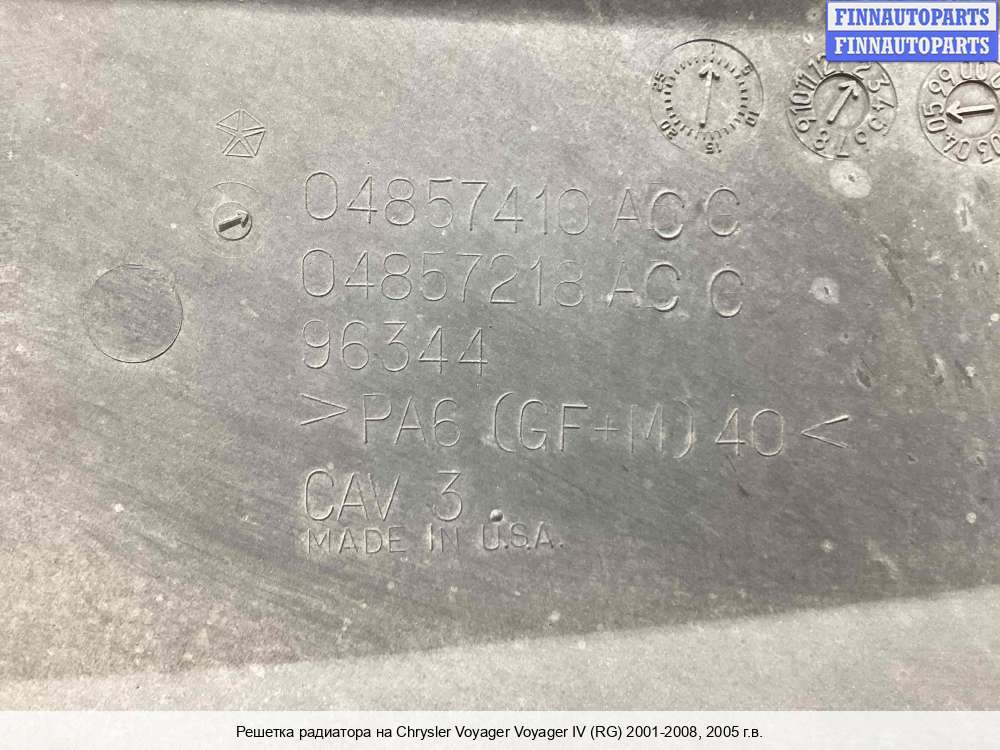 FINNAUTOPARTS
FINNAUTOPARTS
04857410 AC C
04857218 AC C
96344
>PA6 (GF+M) 40<
CAV 3.
MADE IN U.S.A.
Решетка радиатора на Chrysler Voyager Voyager IV (RG) 2001-2008, 2005 г.в.